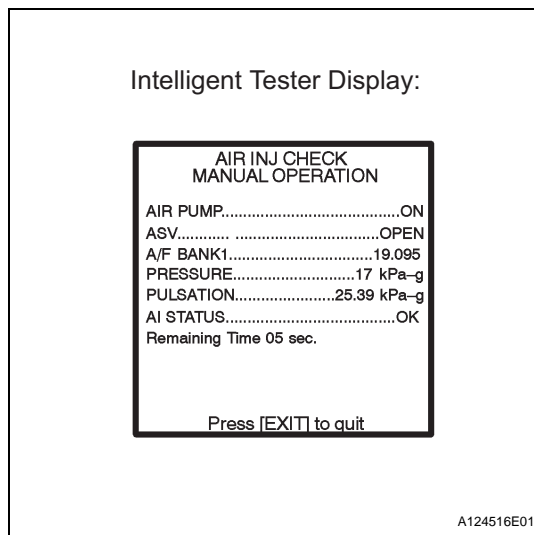 Intelligent Tester Display:
AIR INJ CHECK
MANUAL OPERATION
AIR PUMP.........................................ON
ASV............ .................................OPEN
A/F BANK1.................................19.095
PRESSURE............................17 kPa–g
PULSATION.......................25.39 kPa–g
AI STATUS.......................................OK
Remaining Time 05 sec.
Press [EXIT] to quit
A124516E01